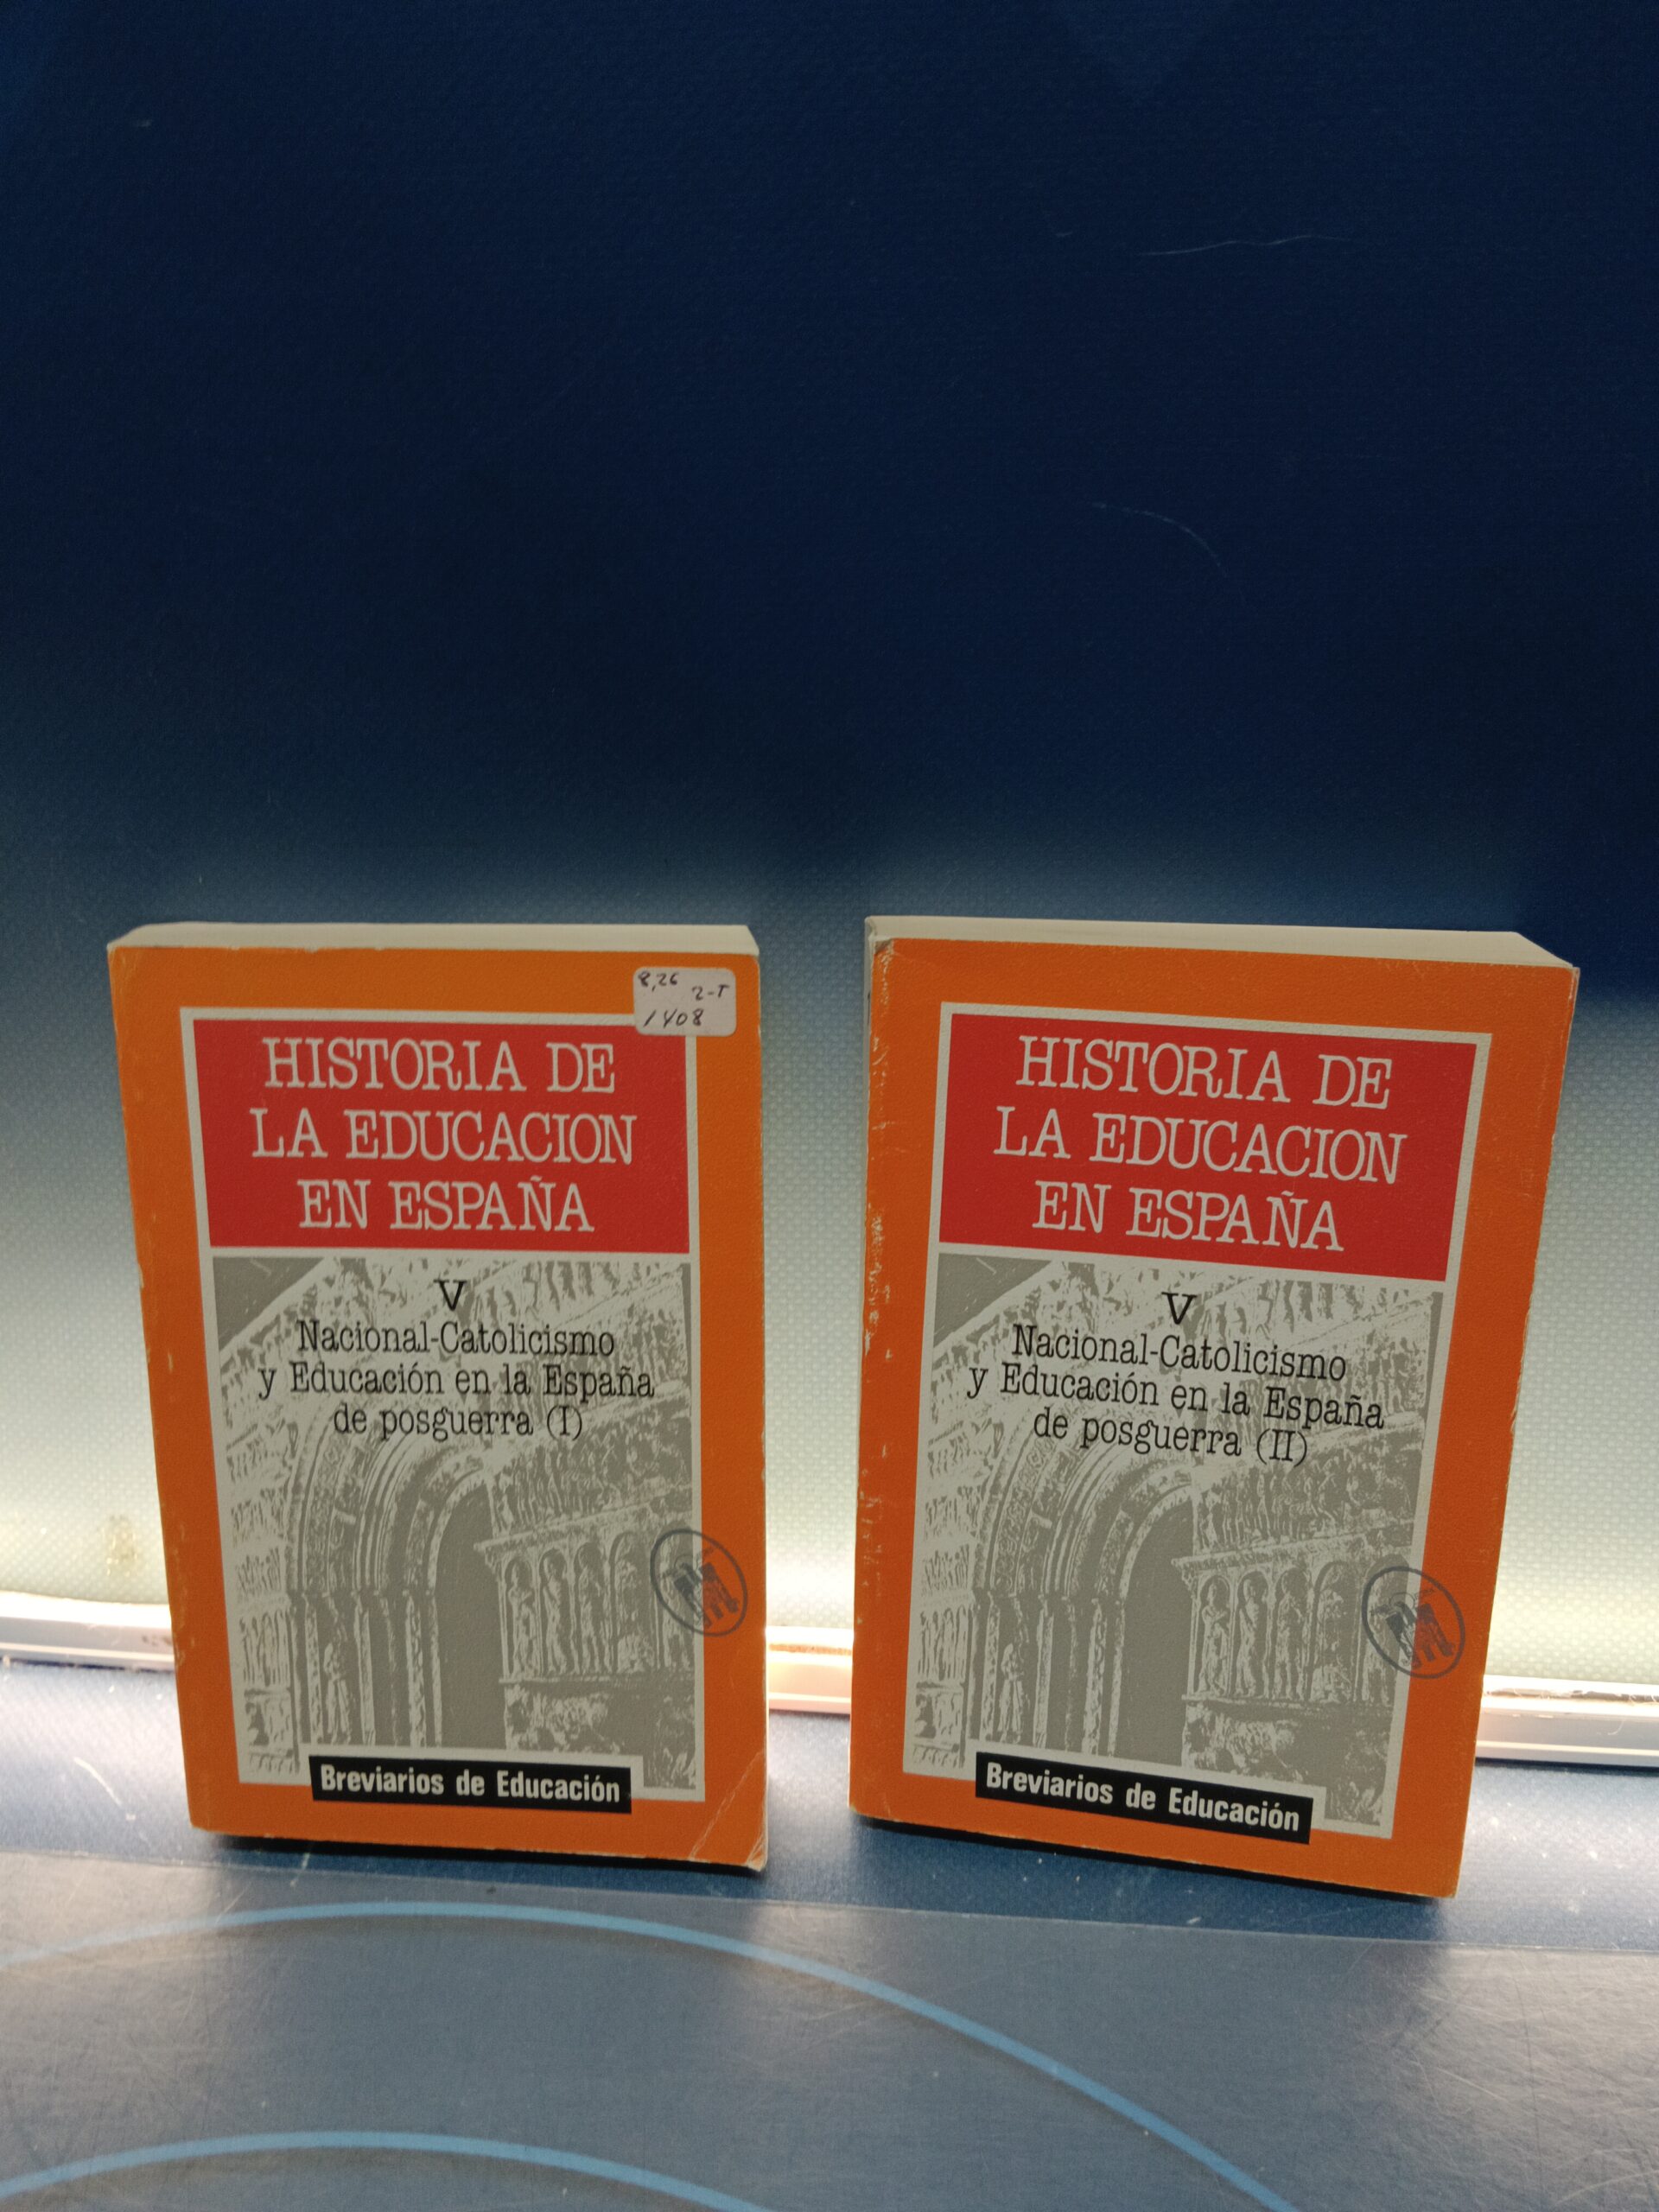 8,26 2-T
1408
HISTORIA DE
LA EDUCACION
EN ESPAÑA
V
Nacional-Catolicismo
y Educación en la España
de posguerra (I)
Breviarios de Educación
HISTORIA DE
LA EDUCACION
EN ESPAÑA
V
Nacional-Catolicismo
y Educación en la España
de posguerra (II)
Breviarios de Educación